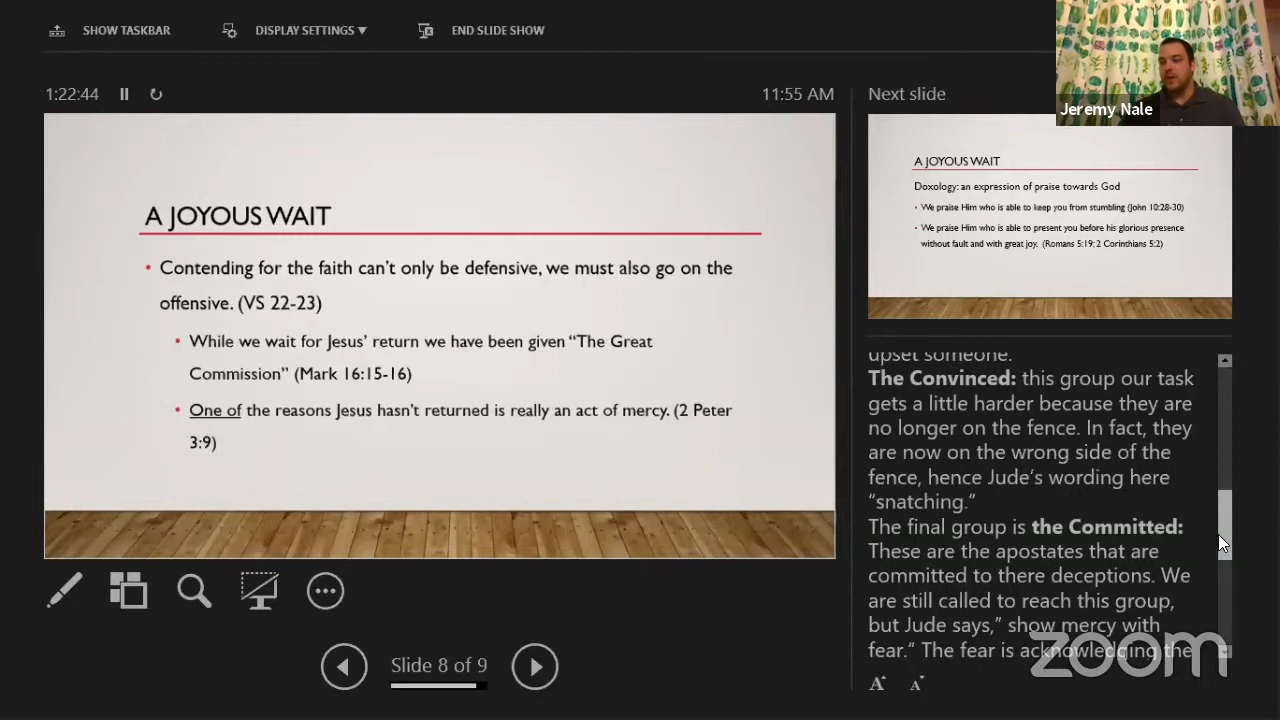 SHOW TASKBAR
DISPLAY SETTINGS ▼
END SLIDE SHOW
1:22:44
11:55 AM
A JOYOUS WAIT
• Contending for the faith can't only be defensive, we must also go on the
offensive. (VS 22-23)
• While we wait for Jesus' return we have been given "The Great
Commission" (Mark 16:15-16)
• One of the reasons Jesus hasn't returned is really an act of mercy. (2 Peter
3:9)
Slide 8 of 9
Next slide
Jeremy Nale
A JOYOUS WAIT
Doxology: an expression of praise towards God
• We praise Him who is able to keep you from stumbling (John 10:28-30)
• We praise Him who is able to present you before his glorious presence
without fault and with great joy. (Romans 5:19; 2 Corinthians 5:2)
upset someone.
The Convinced: this group our task
gets a little harder because they are
no longer on the fence. In fact, they
are now on the wrong side of the
fence, hence Jude's wording here
"snatching."
The final group is the Committed:
These are the apostates that are
committed to there deceptions. We
are still called to reach this group,
but Jude says," show mercy with
fear." The fear is acknowledging the
A A
zoom